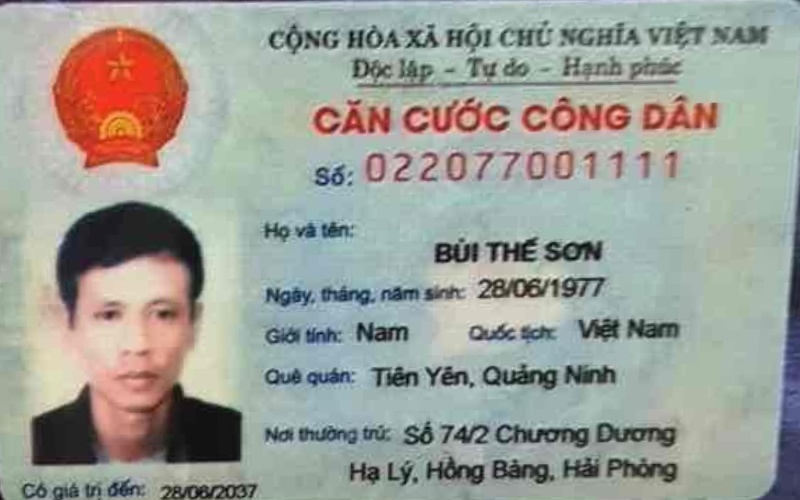 CỘNG HÒA XÃ HỘI CHỦ NGHĨA VIỆT NAM
Độc lập - Tự do - Hạnh phúc
CĂN CƯỚC CÔNG DÂN
Số: 022077001111
Họ và tên:
BÙI THẾ SƠN
Ngày, tháng, năm sinh: 28/06/1977
Giới tính: Nam Quốc tịch: Việt Nam
Quê quán: Tiên Yên, Quảng Ninh
Nơi thường trú: Số 74/2 Chương Dương
Hạ Lý, Hồng Bàng, Hải Phòng
Có giá trị đến: 28/06/2037